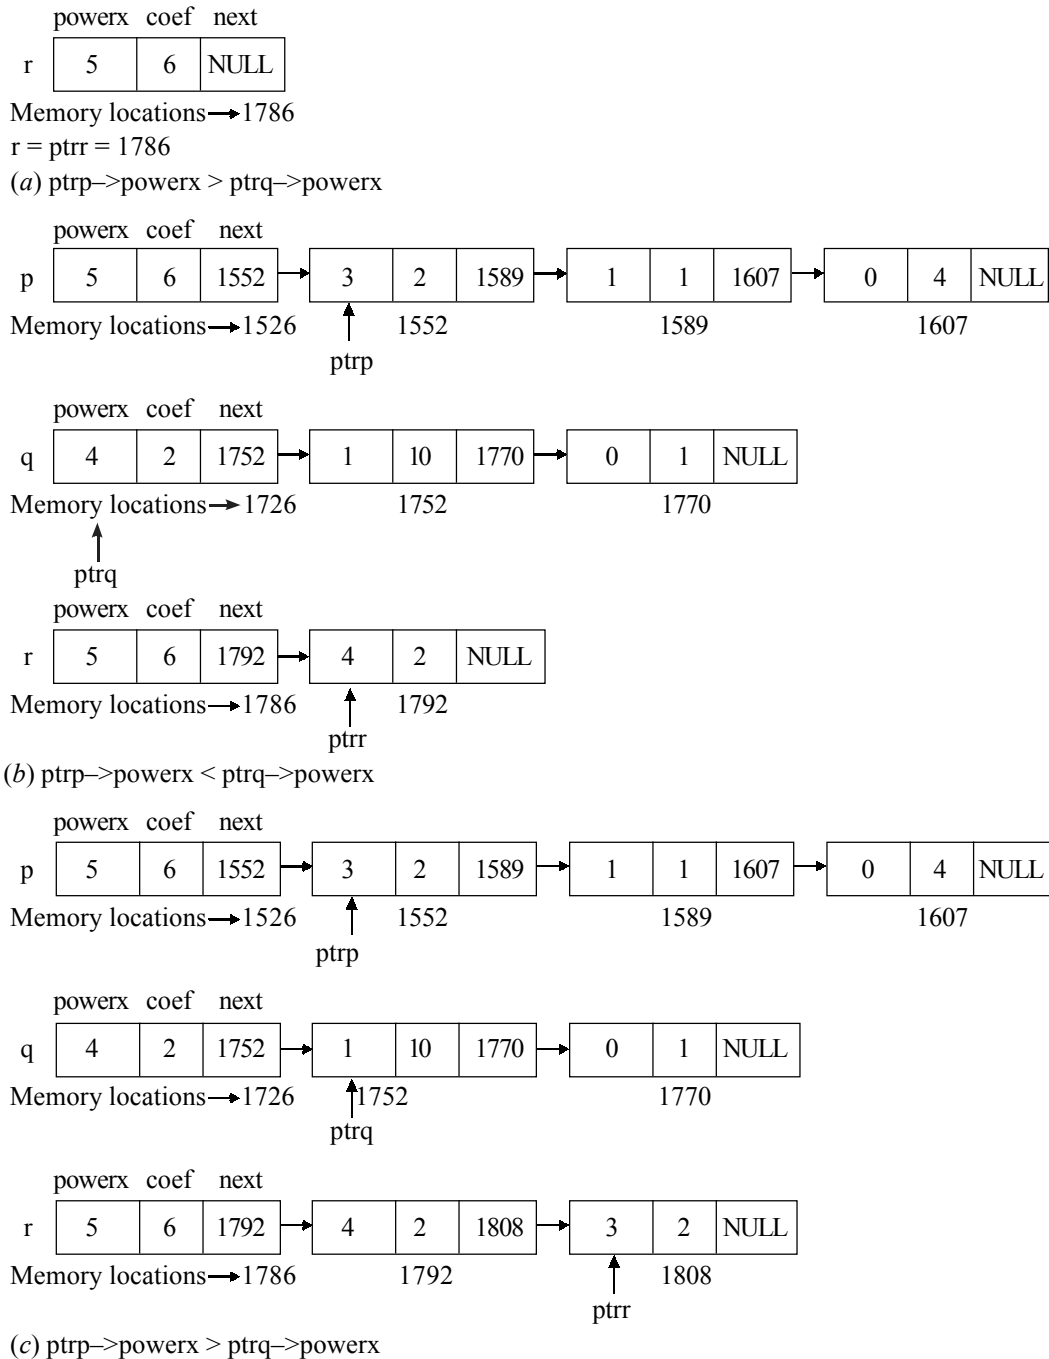 powerx coef next
r 5 6 NULL
Memory locations→1786
r = ptrr = 1786
(a) ptrp–>powerx > ptrq–>powerx
powerx coef next
p 5 6 1552 3 2 1589 1 1 1607 0 4 NULL
Memory locations→1526 1552 1589 1607
ptrp
powerx coef next
q 4 2 1752 1 10 1770 0 1 NULL
Memory locations→1726 1752 1770
ptrq
powerx coef next
r 5 6 1792 4 2 NULL
Memory locations→1786 1792
ptrr
(b) ptrp–>powerx < ptrq–>powerx
powerx coef next
p 5 6 1552 3 2 1589 1 1 1607 0 4 NULL
Memory locations→1526 1552 1589 1607
ptrp
powerx coef next
q 4 2 1752 1 10 1770 0 1 NULL
Memory locations→1726 1752 1770
ptrq
powerx coef next
r 5 6 1792 4 2 1808 3 2 NULL
Memory locations→1786 1792 1808
ptrr
(c) ptrp–>powerx > ptrq–>powerx